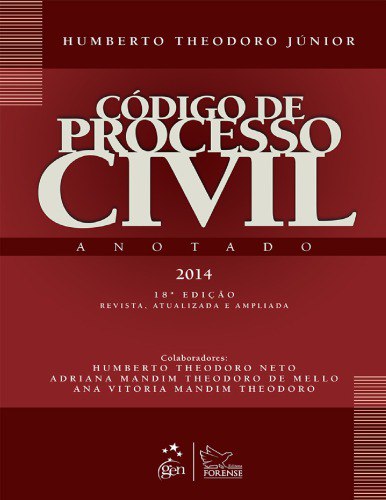 HUMBERTO THEODORO JÚNIOR
CÓDIGO DE
PROCESSO
CIVIL
ANOTADO
2014
18ª EDIÇÃO
REVISTA, ATUALIZADA E AMPLIADA
Colaboradores:
HUMBERTO THEODORO NETO
ADRIANA MANDIM THEODORO DE MELLO
ANA VITORIA MANDIM THEODORO
gen
editora
FORENSE